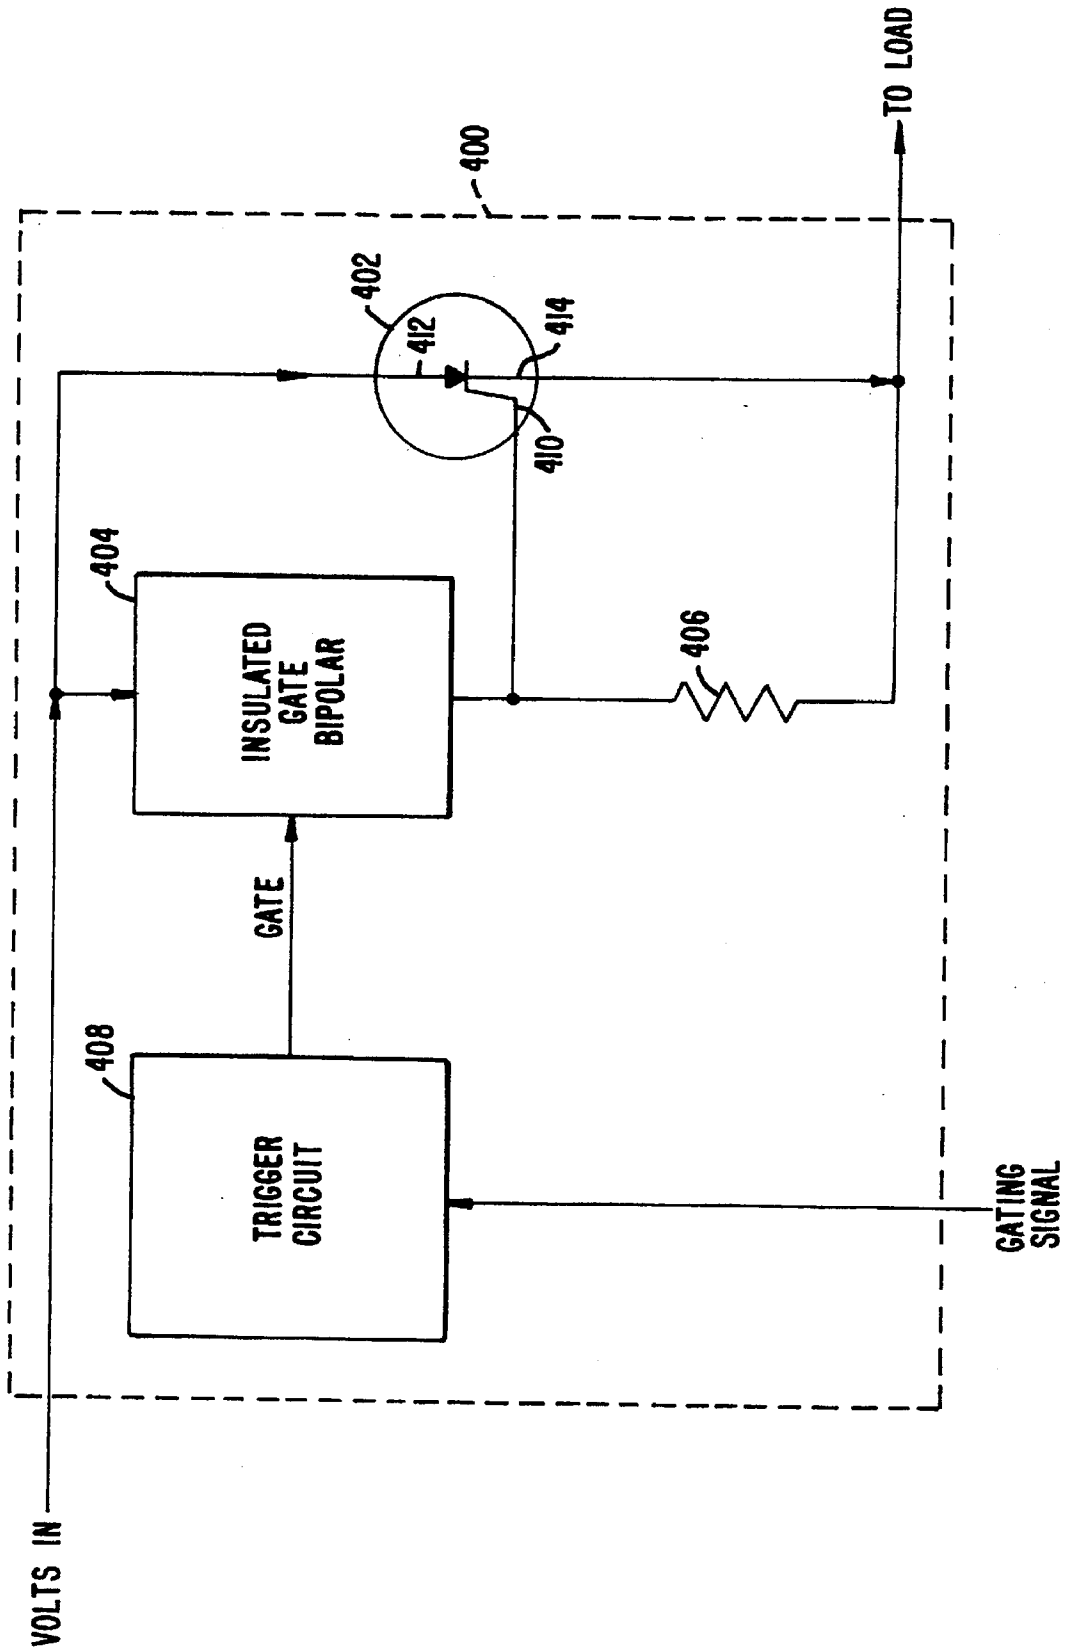 VOLTS IN
400
408
TRIGGER
CIRCUIT
GATE
404
INSULATED
GATE
BIPOLAR
402
412
414
410
406
GATING
SIGNAL
TO LOAD